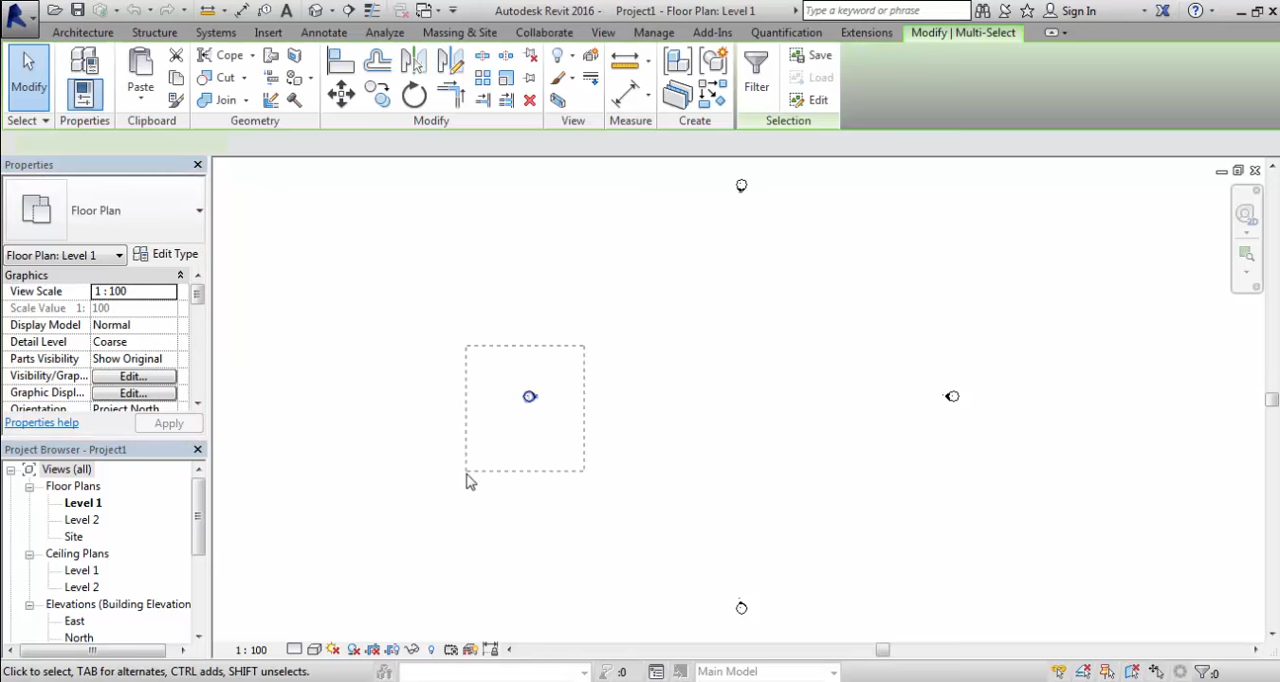 Autodesk Revit 2016 - Project1 - Floor Plan: Level 1
Type a keyword or phrase
Sign In
Architecture Structure Systems Insert Annotate Analyze Massing & Site Collaborate View Manage Add-Ins Quantification Extensions Modify | Multi-Select
Modify
Paste
Cope
Cut
Join
Filter
Save
Load
Edit
Select Properties Clipboard Geometry Modify View Measure Create Selection
Properties
Floor Plan
Floor Plan: Level 1 Edit Type
Graphics
View Scale 1 : 100
Scale Value 1: 100
Display Model Normal
Detail Level Coarse
Parts Visibility Show Original
Visibility/Grap... Edit...
Graphic Displ... Edit...
Orientation Project North
Properties help Apply
Project Browser - Project1
Views (all)
Floor Plans
Level 1
Level 2
Site
Ceiling Plans
Level 1
Level 2
Elevations (Building Elevation
East
North
2D
1 : 100
Click to select, TAB for alternates, CTRL adds, SHIFT unselects.
:0
Main Model
:0